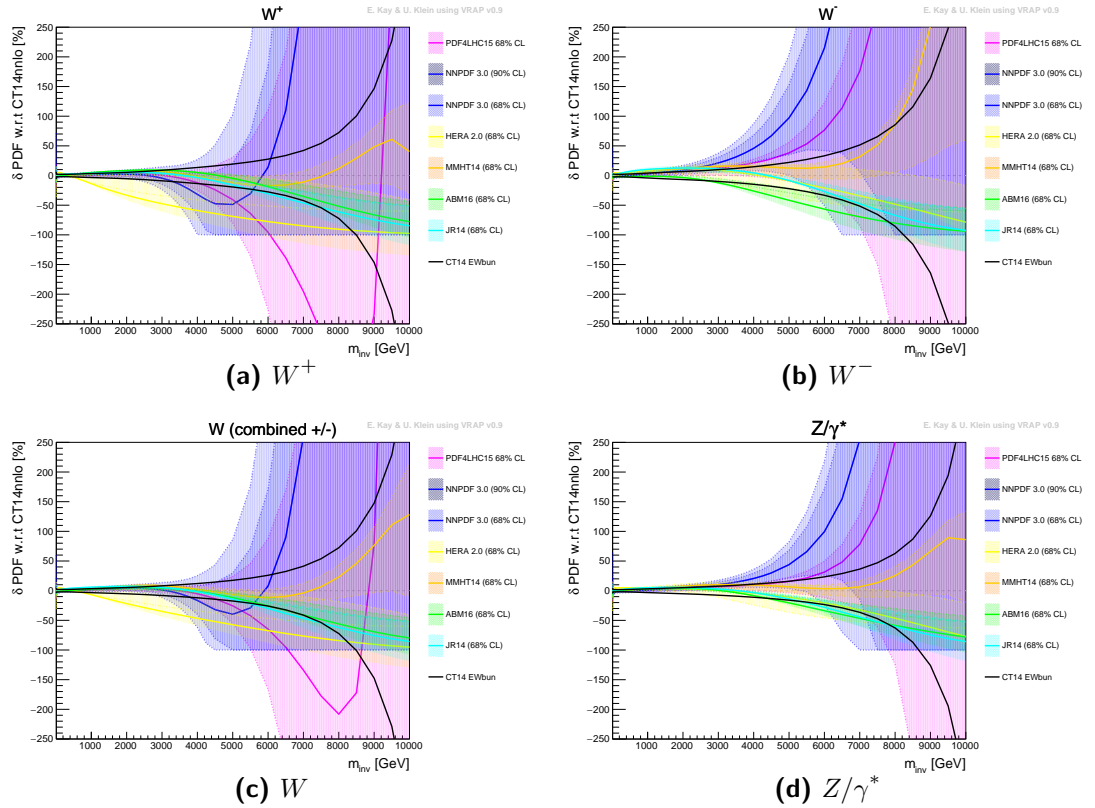 W+
E. Kay & U. Klein using VRAP v0.9
δ PDF w.r.t CT14nnlo [%]
250
200
150
100
50
0
−50
−100
−150
−200
−250
1000 2000 3000 4000 5000 6000 7000 8000 9000 10000
m_inv [GeV]
PDF4LHC15 68% CL
NNPDF 3.0 (90% CL)
NNPDF 3.0 (68% CL)
HERA 2.0 (68% CL)
MMHT14 (68% CL)
ABM16 (68% CL)
JR14 (68% CL)
CT14 EWbun
(a) W+
W-
E. Kay & U. Klein using VRAP v0.9
δ PDF w.r.t CT14nnlo [%]
250
200
150
100
50
0
−50
−100
−150
−200
−250
1000 2000 3000 4000 5000 6000 7000 8000 9000 10000
m_inv [GeV]
PDF4LHC15 68% CL
NNPDF 3.0 (90% CL)
NNPDF 3.0 (68% CL)
HERA 2.0 (68% CL)
MMHT14 (68% CL)
ABM16 (68% CL)
JR14 (68% CL)
CT14 EWbun
(b) W−
W (combined +/-)
E. Kay & U. Klein using VRAP v0.9
δ PDF w.r.t CT14nnlo [%]
250
200
150
100
50
0
−50
−100
−150
−200
−250
1000 2000 3000 4000 5000 6000 7000 8000 9000 10000
m_inv [GeV]
PDF4LHC15 68% CL
NNPDF 3.0 (90% CL)
NNPDF 3.0 (68% CL)
HERA 2.0 (68% CL)
MMHT14 (68% CL)
ABM16 (68% CL)
JR14 (68% CL)
CT14 EWbun
(c) W
Z/γ*
E. Kay & U. Klein using VRAP v0.9
δ PDF w.r.t CT14nnlo [%]
250
200
150
100
50
0
−50
−100
−150
−200
−250
1000 2000 3000 4000 5000 6000 7000 8000 9000 10000
m_inv [GeV]
PDF4LHC15 68% CL
NNPDF 3.0 (90% CL)
NNPDF 3.0 (68% CL)
HERA 2.0 (68% CL)
MMHT14 (68% CL)
ABM16 (68% CL)
JR14 (68% CL)
CT14 EWbun
(d) Z/γ*